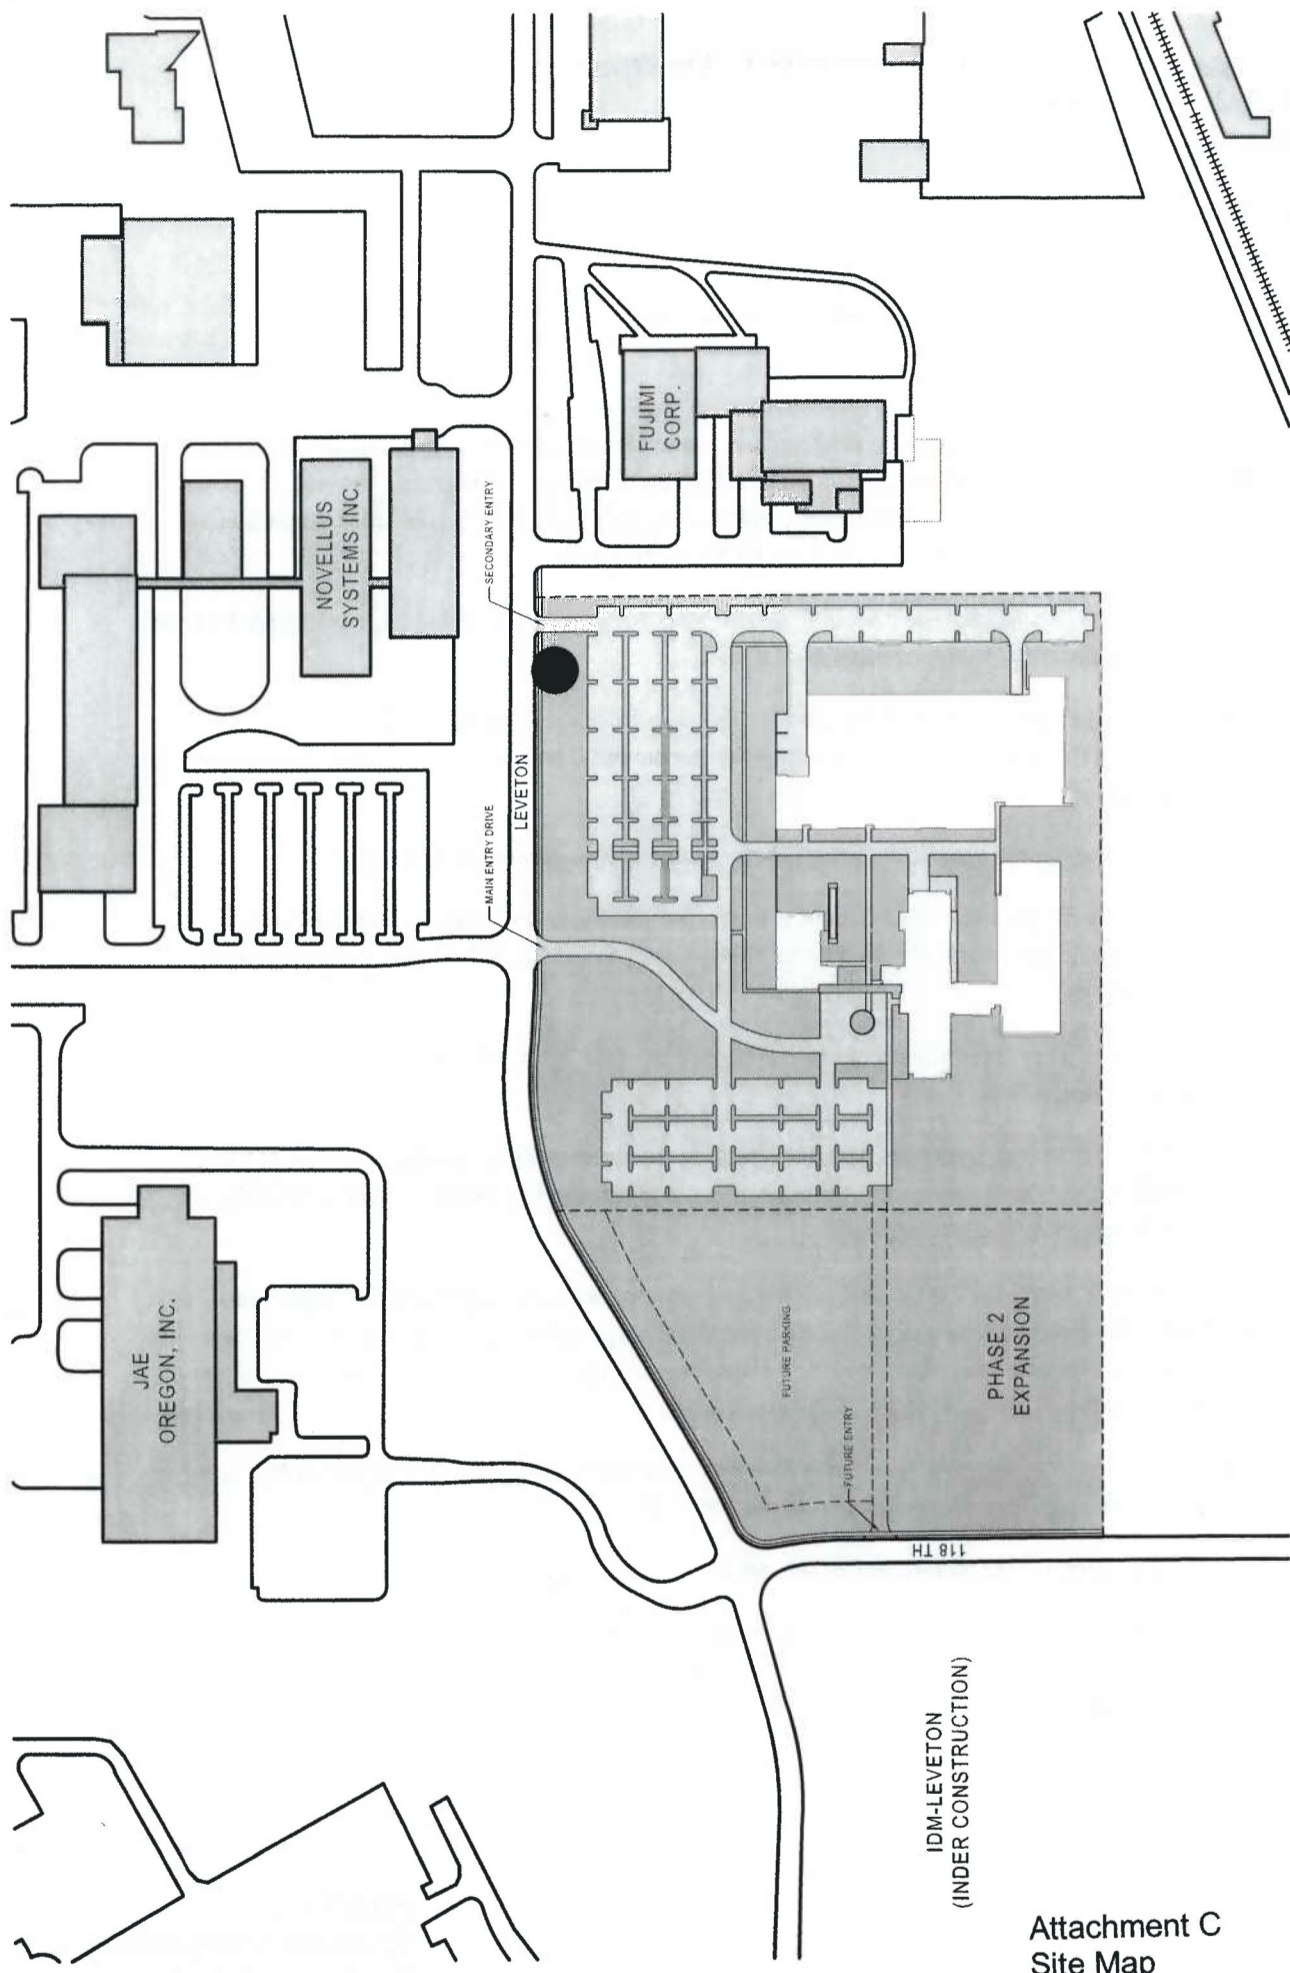 NOVELLUS
SYSTEMS INC.
FUJIMI
CORP.
SECONDARY ENTRY
MAIN ENTRY DRIVE
LEVETON
JAE
OREGON, INC.
FUTURE PARKING
PHASE 2
EXPANSION
FUTURE ENTRY
118 TH
IDM-LEVETON
(INDER CONSTRUCTION)
Attachment C
Site Map